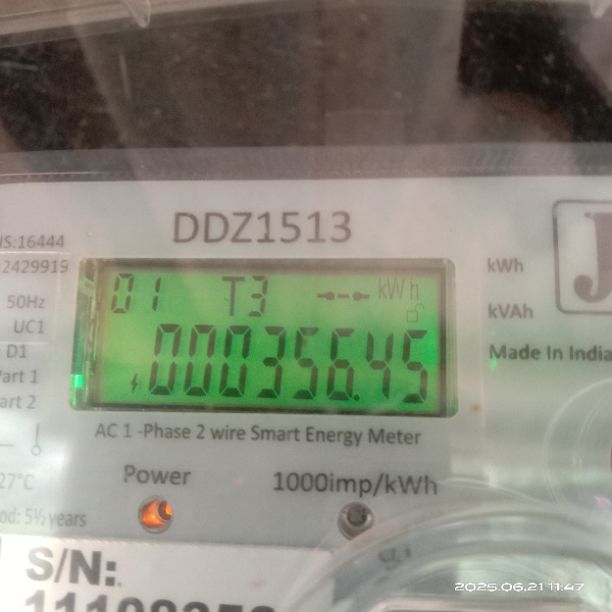 DDZ1513
IS:16444
2429919
50Hz
UC1
D1
Part 1
Part 2
27°C
01 T3 --- kWh
000356.45
kWh
kVAh
J
Made In India
AC 1 -Phase 2 wire Smart Energy Meter
Power
1000imp/kWh
od: 5½ years
S/N:
2025.06.21 11:47